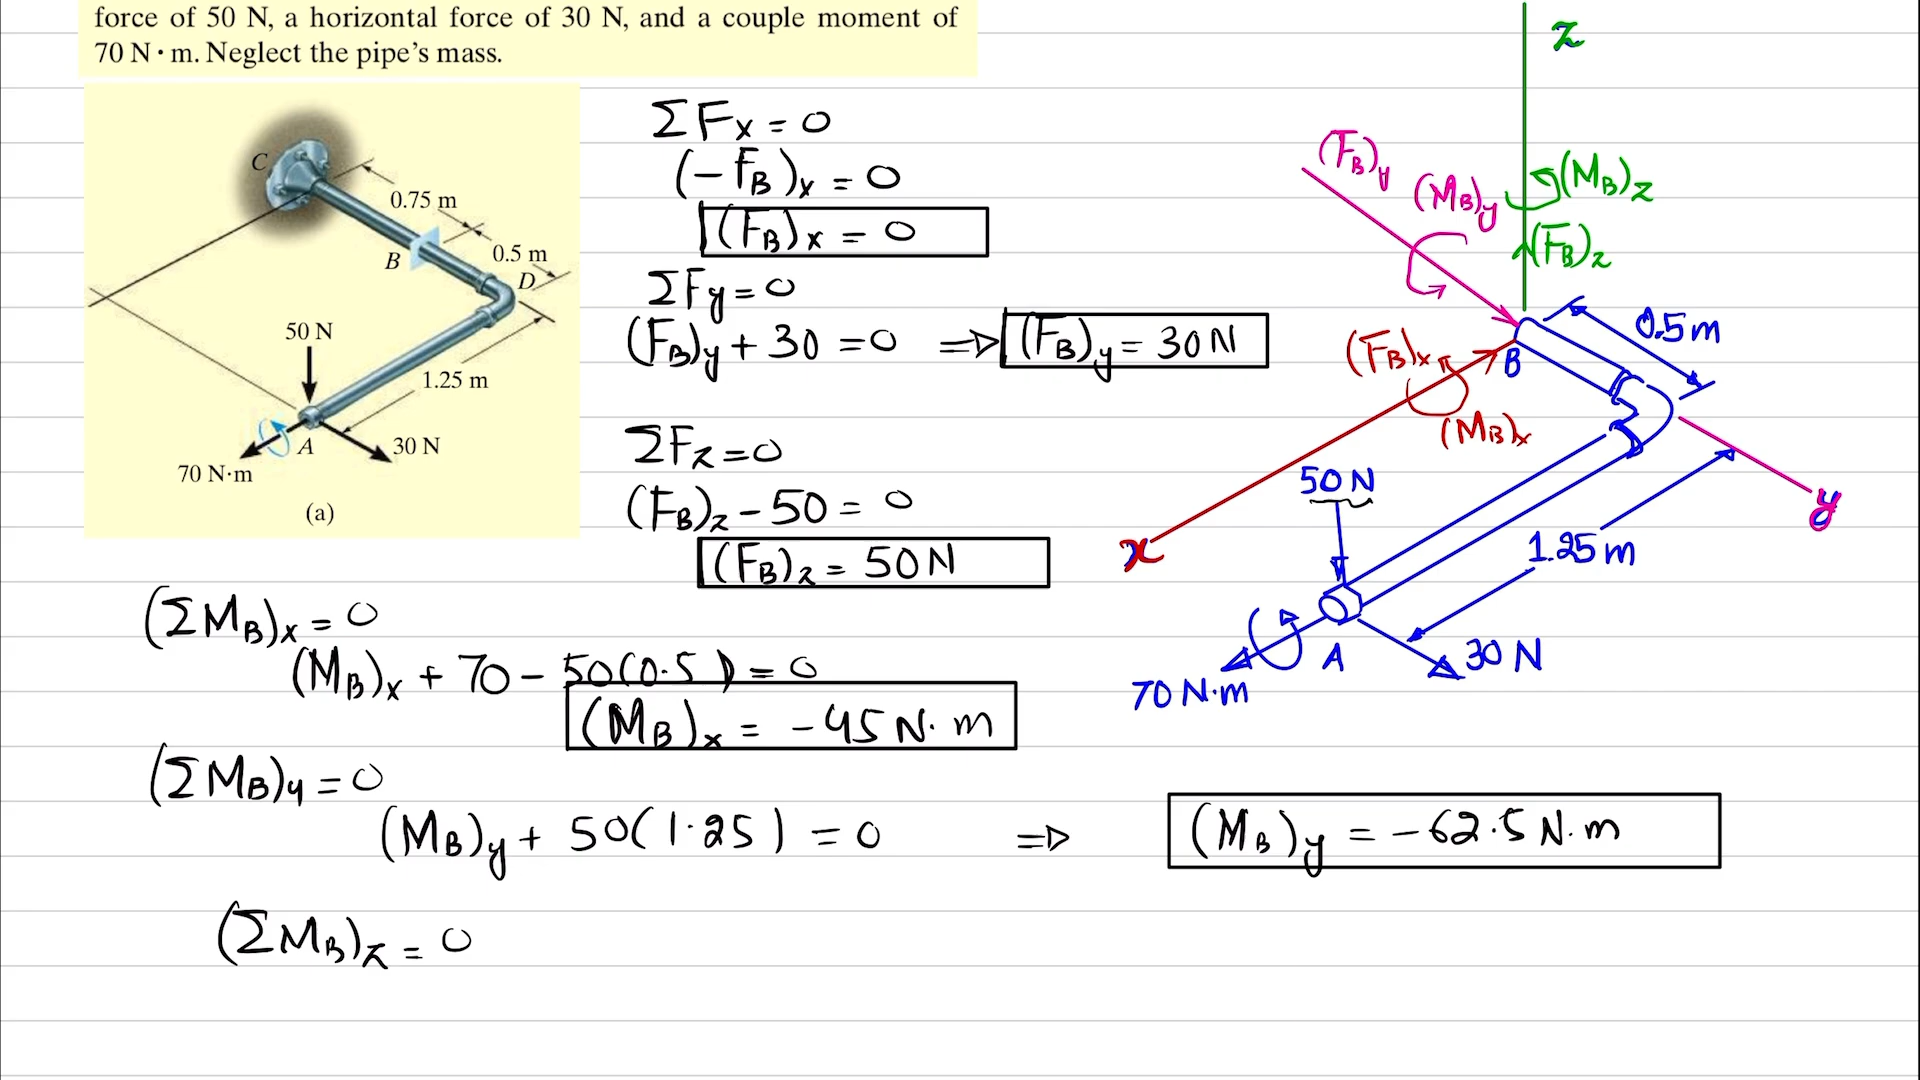 force of 50 N, a horizontal force of 30 N, and a couple moment of
70 N · m. Neglect the pipe's mass.
C
0.75 m
B
0.5 m
D
50 N
1.25 m
A
30 N
70 N·m
(a)
ΣFx = 0
(-FB)x = 0
(FB)x = 0
ΣFy = 0
(FB)y + 30 = 0 ⇒ (FB)y = 30 N
ΣFz = 0
(FB)z - 50 = 0
(FB)z = 50 N
(ΣMB)x = 0
(MB)x + 70 - 50(0.5) = 0
(MB)x = -45 N·m
(ΣMB)y = 0
(MB)y + 50(1.25) = 0 ⇒ (MB)y = -62.5 N·m
(ΣMB)z = 0
z
(FB)y
(MB)y
(MB)z
(FB)z
(FB)x
B
0.5 m
(MB)x
50 N
y
x
1.25 m
A
30 N
70 N·m